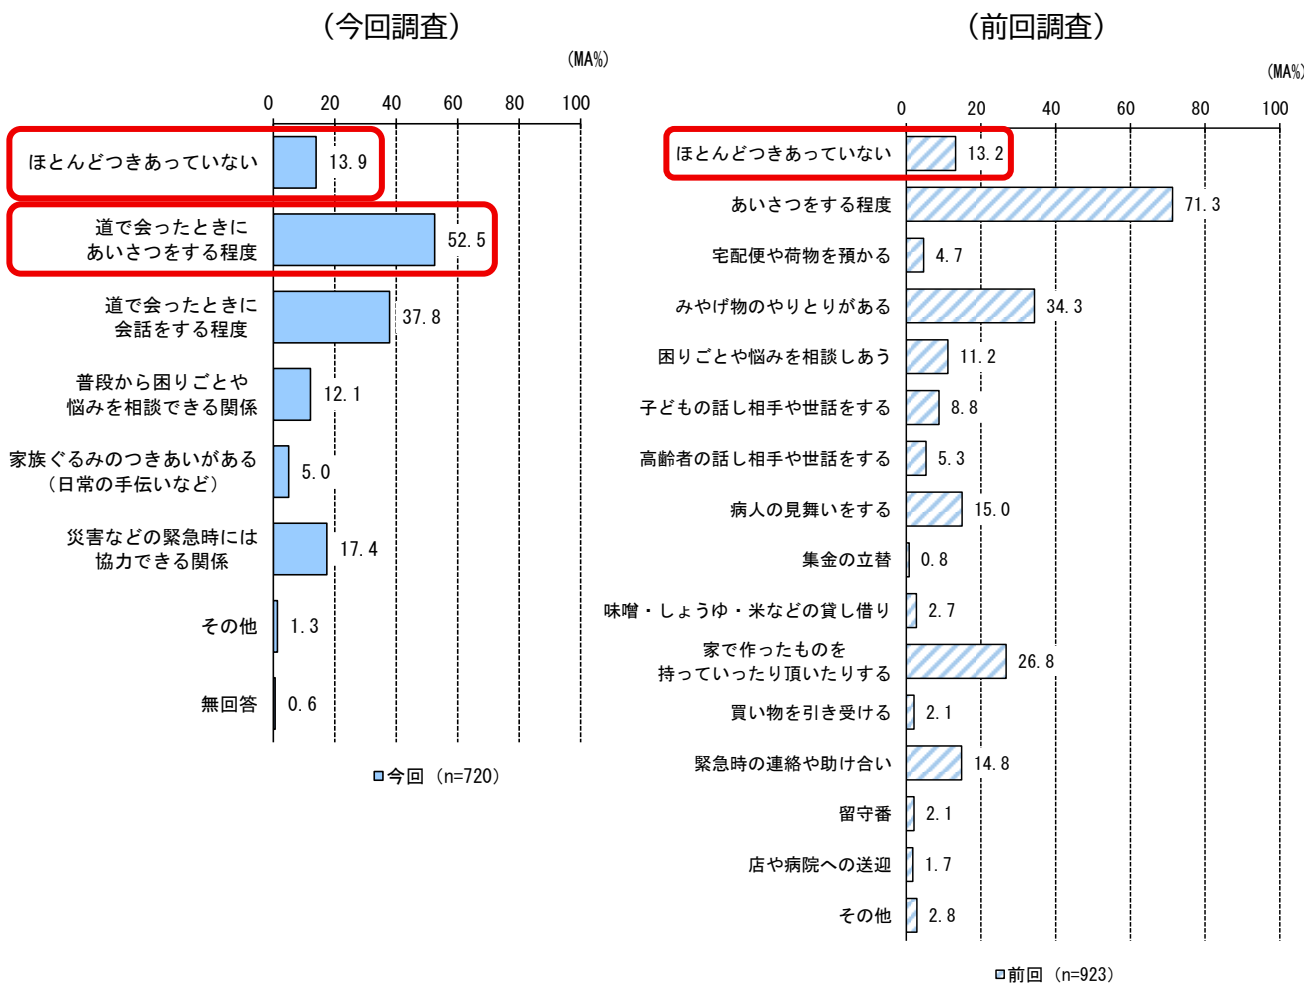 （今回調査）
(MA%)
0 20 40 60 80 100
ほとんどつきあっていない 13.9
道で会ったときに
あいさつをする程度 52.5
道で会ったときに
会話をする程度 37.8
普段から困りごとや
悩みを相談できる関係 12.1
家族ぐるみのつきあいがある
（日常の手伝いなど） 5.0
災害などの緊急時には
協力できる関係 17.4
その他 1.3
無回答 0.6
今回（n=720）
（前回調査）
(MA%)
0 20 40 60 80 100
ほとんどつきあっていない 13.2
あいさつをする程度 71.3
宅配便や荷物を預かる 4.7
みやげ物のやりとりがある 34.3
困りごとや悩みを相談しあう 11.2
子どもの話し相手や世話をする 8.8
高齢者の話し相手や世話をする 5.3
病人の見舞いをする 15.0
集金の立替 0.8
味噌・しょうゆ・米などの貸し借り 2.7
家で作ったものを
持っていったり頂いたりする 26.8
買い物を引き受ける 2.1
緊急時の連絡や助け合い 14.8
留守番 2.1
店や病院への送迎 1.7
その他 2.8
前回（n=923）